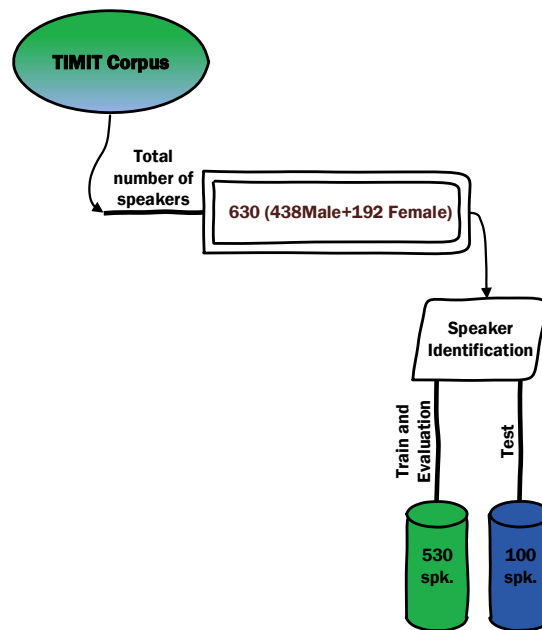 TIMIT Corpus
Total
number of
speakers
630 (438Male+192 Female)
Speaker
Identification
Train and
Evaluation
Test
530
spk.
100
spk.